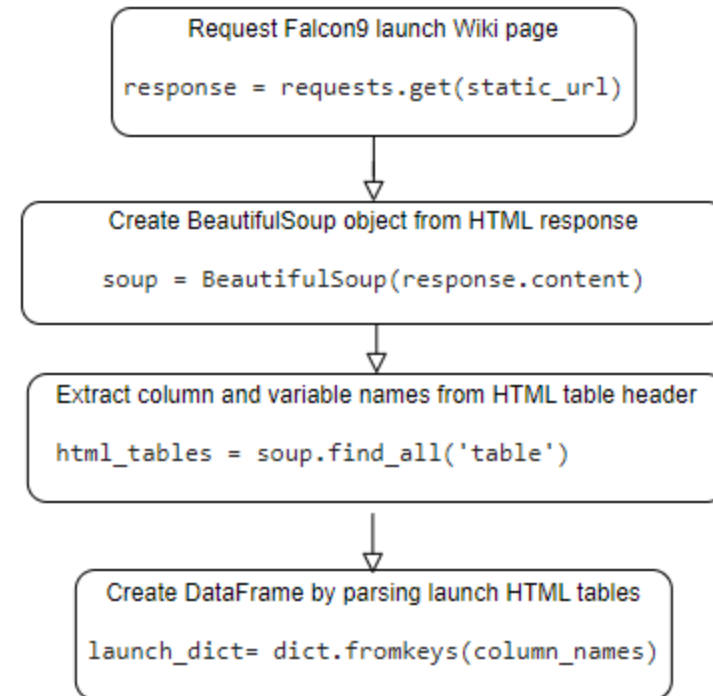 Request Falcon9 launch Wiki page
response = requests.get(static_url)
Create BeautifulSoup object from HTML response
soup = BeautifulSoup(response.content)
Extract column and variable names from HTML table header
html_tables = soup.find_all('table')
Create DataFrame by parsing launch HTML tables
launch_dict= dict.fromkeys(column_names)